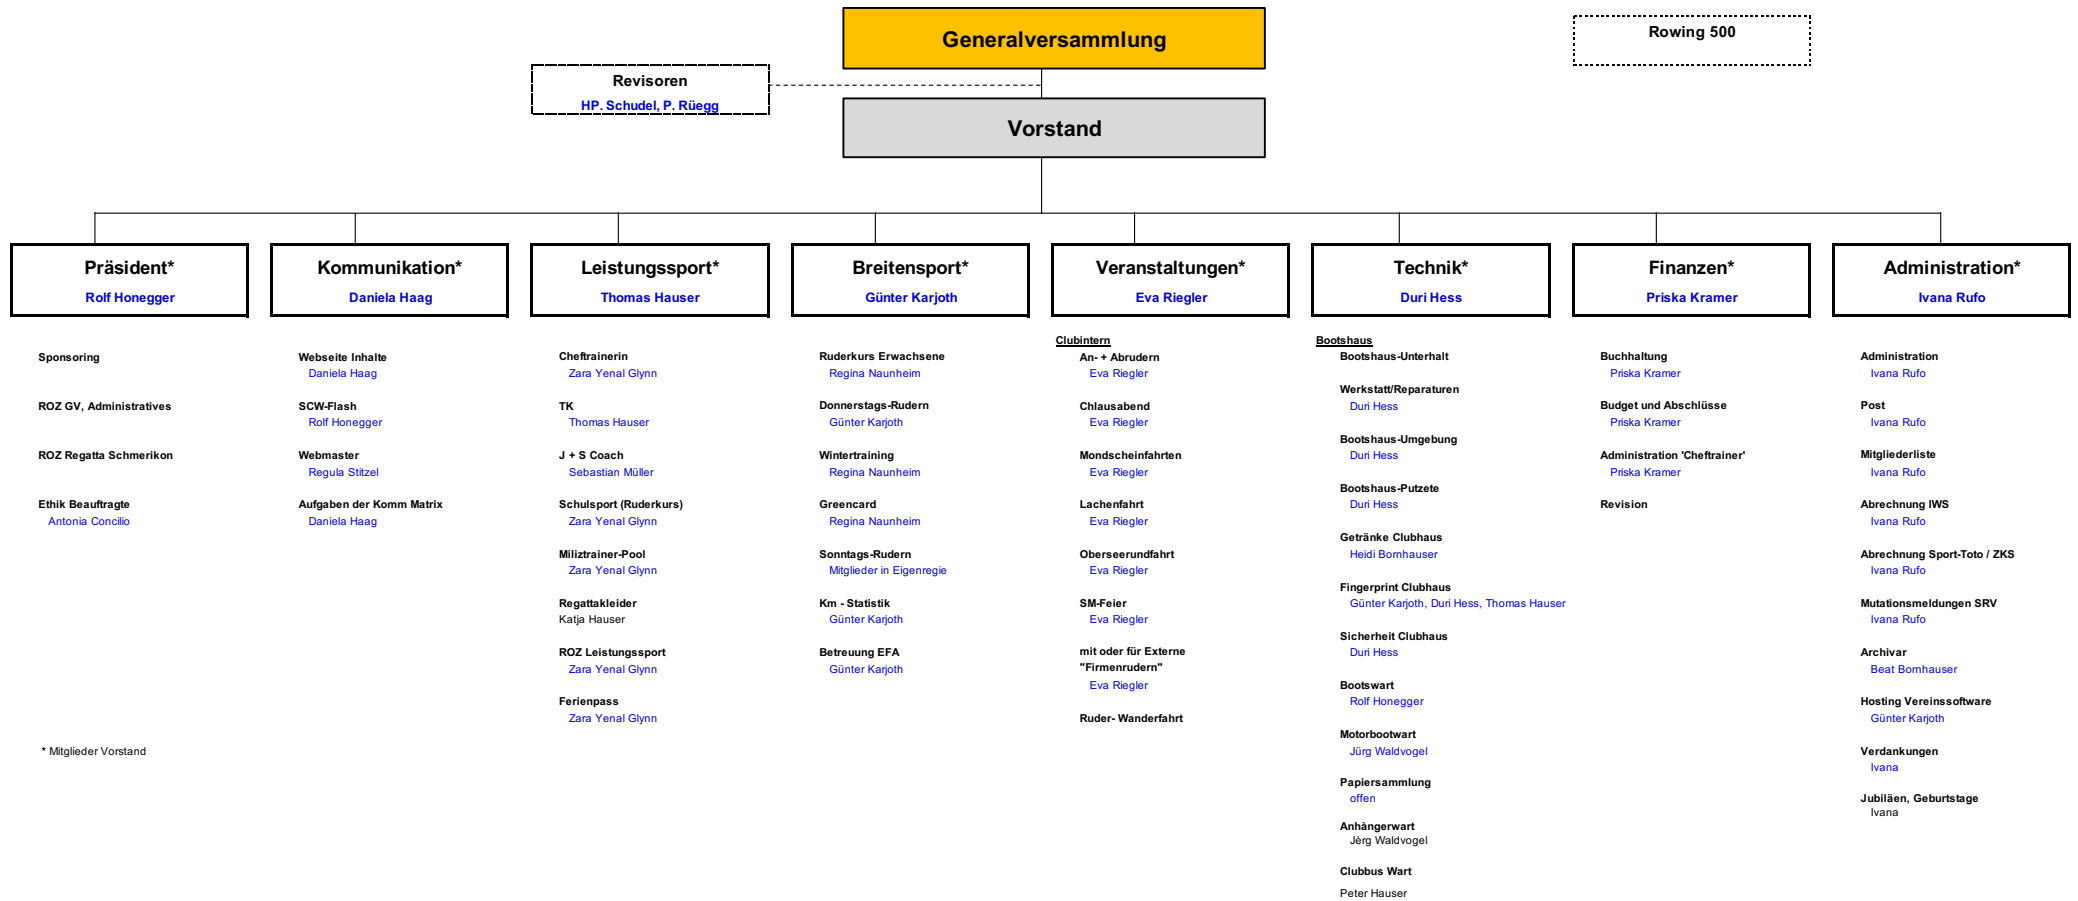 Generalversammlung
Rowing 500
Revisoren
HP. Schudel, P. Rüegg
Vorstand
Präsident*
Rolf Honegger
Kommunikation*
Daniela Haag
Leistungssport*
Thomas Hauser
Breitensport*
Günter Karjoth
Veranstaltungen*
Eva Riegler
Technik*
Duri Hess
Finanzen*
Priska Kramer
Administration*
Ivana Rufo
Sponsoring
ROZ GV, Administratives
ROZ Regatta Schmerikon
Ethik Beauftragte
Antonia Concilio
* Mitglieder Vorstand
Webseite Inhalte
Daniela Haag
SCW-Flash
Rolf Honegger
Webmaster
Regula Stitzel
Aufgaben der Komm Matrix
Daniela Haag
Cheftrainerin
Zara Yenal Glynn
TK
Thomas Hauser
J + S Coach
Sebastian Müller
Schulsport (Ruderkurs)
Zara Yenal Glynn
Miliztrainer-Pool
Zara Yenal Glynn
Regattakleider
Katja Hauser
ROZ Leistungssport
Zara Yenal Glynn
Ferienpass
Zara Yenal Glynn
Ruderkurs Erwachsene
Regina Naunheim
Donnerstags-Rudern
Günter Karjoth
Wintertraining
Regina Naunheim
Greencard
Regina Naunheim
Sonntags-Rudern
Mitglieder in Eigenregie
Km - Statistik
Günter Karjoth
Betreuung EFA
Günter Karjoth
Clubintern
An- + Abrudern
Eva Riegler
Chlausabend
Eva Riegler
Mondscheinfahrten
Eva Riegler
Lachenfahrt
Eva Riegler
Oberseerundfahrt
Eva Riegler
SM-Feier
Eva Riegler
mit oder für Externe
"Firmenrudern"
Eva Riegler
Ruder- Wanderfahrt
Bootshaus
Bootshaus-Unterhalt
Werkstatt/Reparaturen
Duri Hess
Bootshaus-Umgebung
Duri Hess
Bootshaus-Putzete
Duri Hess
Getränke Clubhaus
Heidi Bornhauser
Fingerprint Clubhaus
Günter Karjoth, Duri Hess, Thomas Hauser
Sicherheit Clubhaus
Duri Hess
Bootswart
Rolf Honegger
Motorbootwart
Jürg Waldvogel
Papiersammlung
offen
Anhàngerwart
Jèrg Waldvogel
Clubbus Wart
Peter Hauser
Buchhaltung
Priska Kramer
Budget und Abschlüsse
Priska Kramer
Administration 'Cheftrainer'
Priska Kramer
Revision
Administration
Ivana Rufo
Post
Ivana Rufo
Mitgliederliste
Ivana Rufo
Abrechnung IWS
Ivana Rufo
Abrechnung Sport-Toto / ZKS
Ivana Rufo
Mutationsmeldungen SRV
Ivana Rufo
Archivar
Beat Bornhauser
Hosting Vereinssoftware
Günter Karjoth
Verdankungen
Ivana
Jubiläen, Geburtstage
Ivana